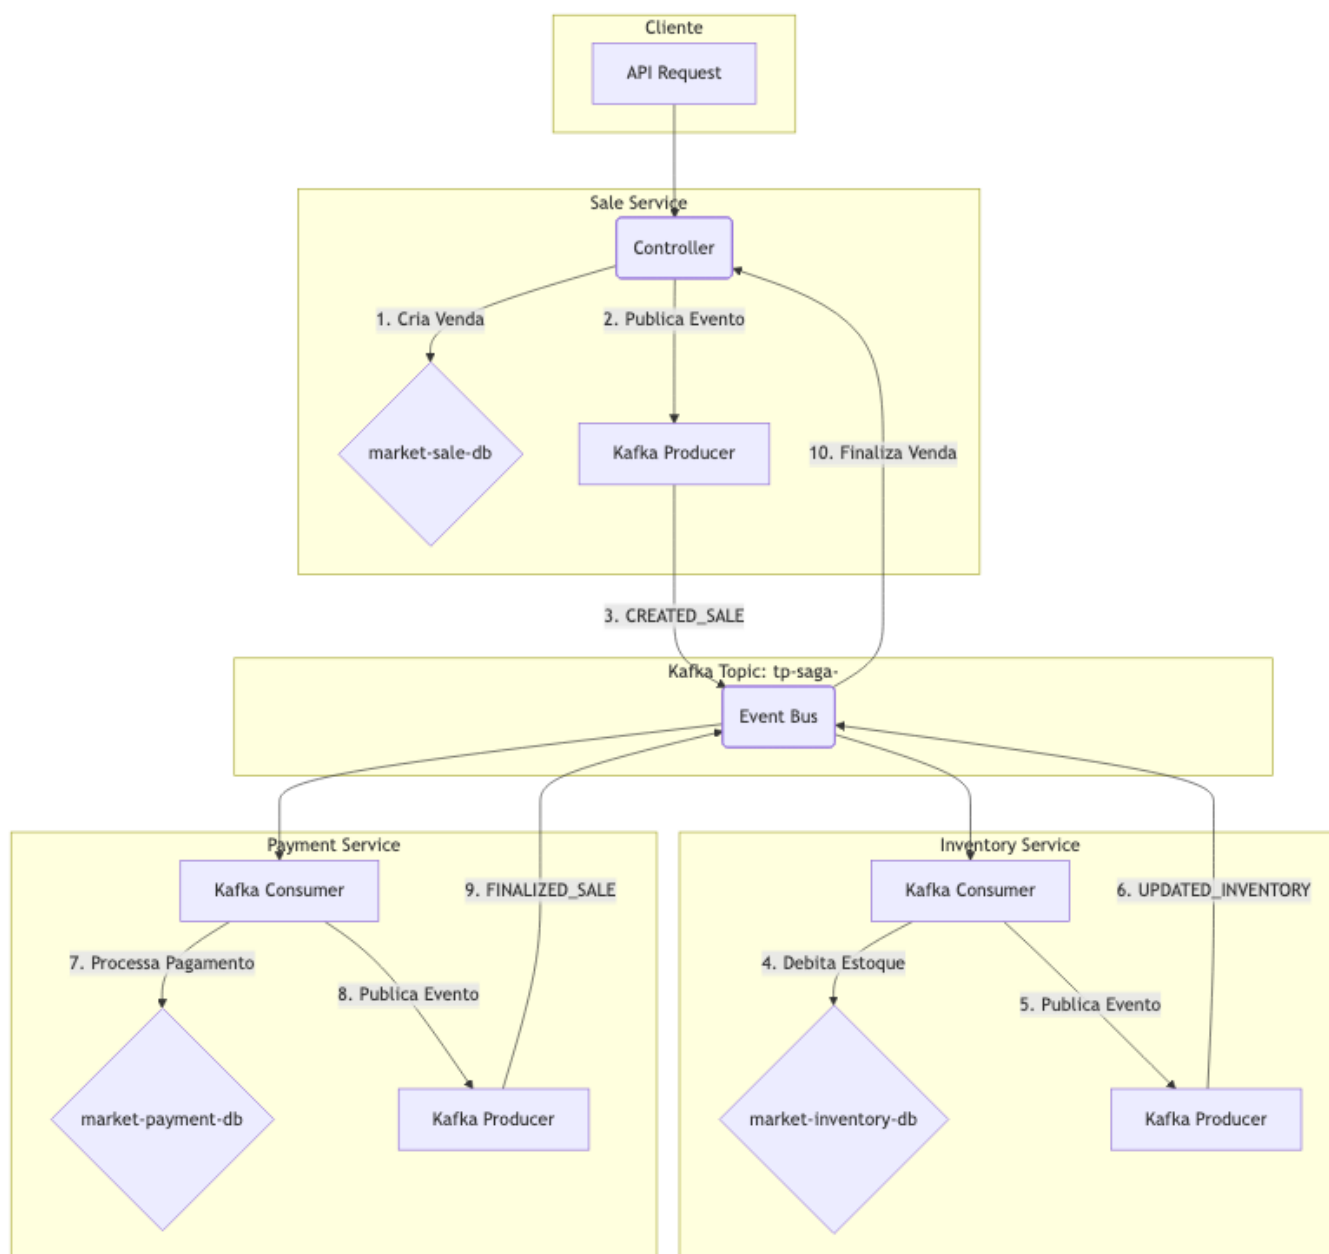 Cliente
API Request
Sale Service
Controller
1. Cria Venda
2. Publica Evento
market-sale-db
Kafka Producer
10. Finaliza Venda
3. CREATED_SALE
Kafka Topic: tp-saga-
Event Bus
Payment Service
Kafka Consumer
9. FINALIZED_SALE
7. Processa Pagamento
8. Publica Evento
market-payment-db
Kafka Producer
Inventory Service
Kafka Consumer
6. UPDATED_INVENTORY
4. Debita Estoque
5. Publica Evento
market-inventory-db
Kafka Producer